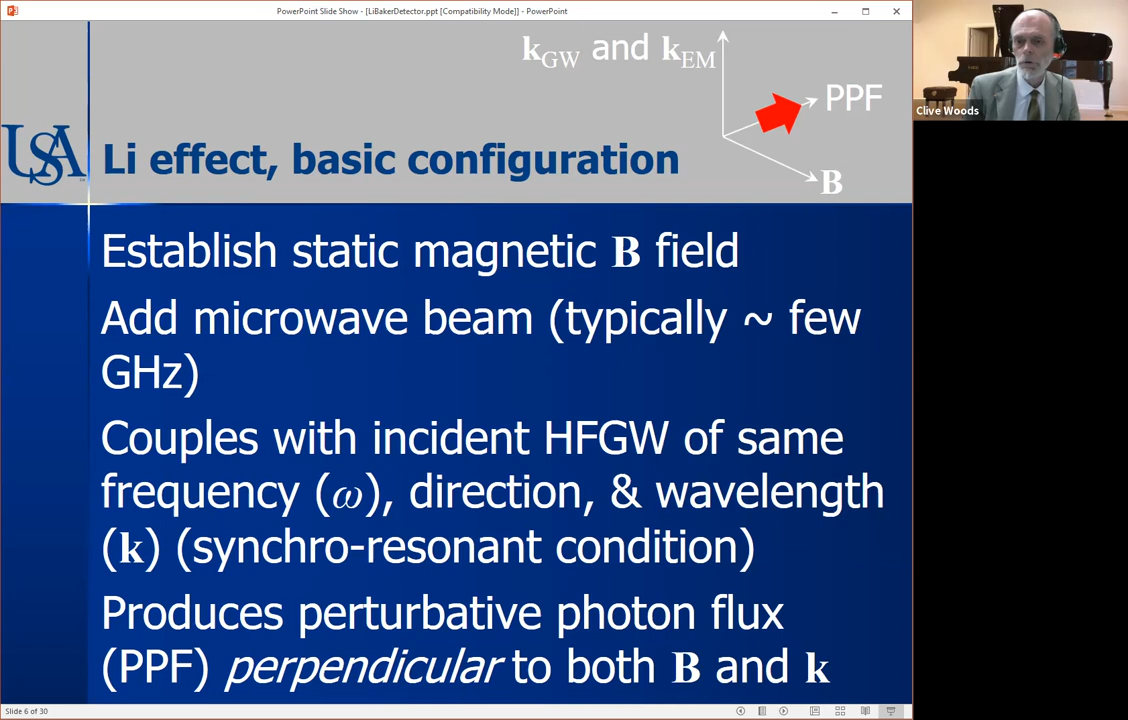 PowerPoint Slide Show - [LiBakerDetector.ppt [Compatibility Mode]] - PowerPoint
k_GW and k_EM
PPF
B
USA
Li effect, basic configuration
Clive Woods
Establish static magnetic B field
Add microwave beam (typically ~ few
GHz)
Couples with incident HFGW of same
frequency (ω), direction, & wavelength
(k) (synchro-resonant condition)
Produces perturbative photon flux
(PPF) perpendicular to both B and k
Slide 6 of 30